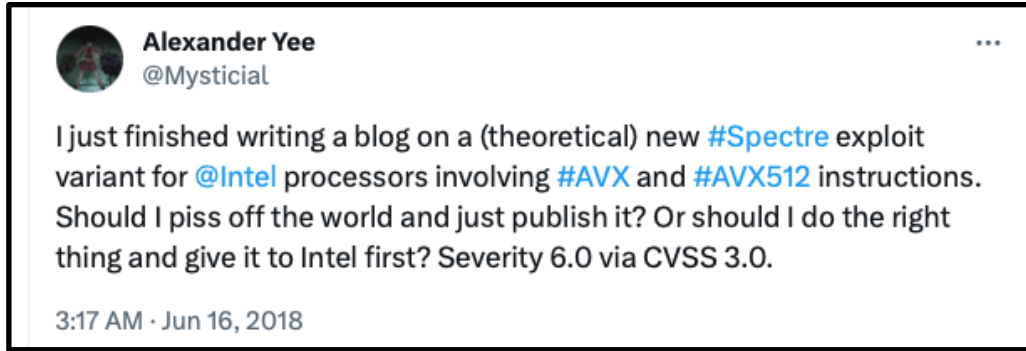 Alexander Yee
@Mysticial
I just finished writing a blog on a (theoretical) new #Spectre exploit
variant for @Intel processors involving #AVX and #AVX512 instructions.
Should I piss off the world and just publish it? Or should I do the right
thing and give it to Intel first? Severity 6.0 via CVSS 3.0.
3:17 AM · Jun 16, 2018